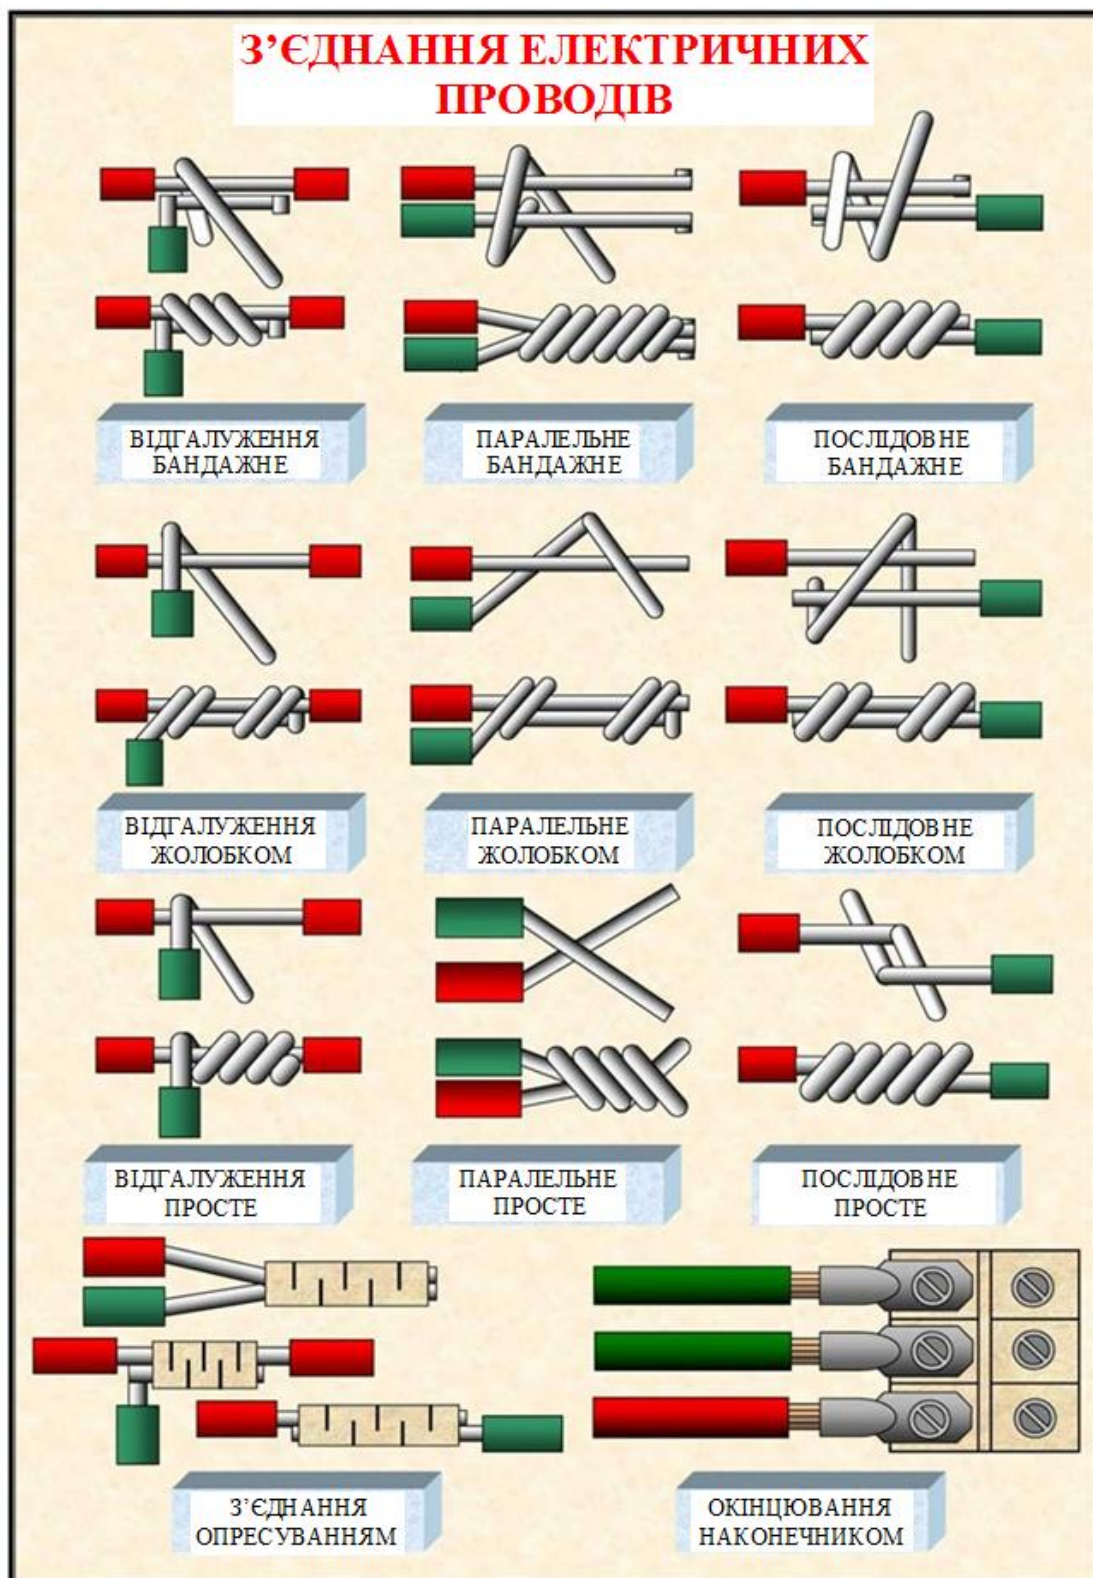 З’ЄДНАННЯ ЕЛЕКТРИЧНИХ
ПРОВОДІВ
ВІДГАЛУЖЕННЯ
БАНДАЖНЕ
ПАРАЛЕЛЬНЕ
БАНДАЖНЕ
ПОСЛІДОВНЕ
БАНДАЖНЕ
ВІДГАЛУЖЕННЯ
ЖОЛОБКОМ
ПАРАЛЕЛЬНЕ
ЖОЛОБКОМ
ПОСЛІДОВНЕ
ЖОЛОБКОМ
ВІДГАЛУЖЕННЯ
ПРОСТЕ
ПАРАЛЕЛЬНЕ
ПРОСТЕ
ПОСЛІДОВНЕ
ПРОСТЕ
З’ЄДНАННЯ
ОПРЕСУВАННЯМ
ОКІНЦЮВАННЯ
НАКОНЕЧНИКОМ